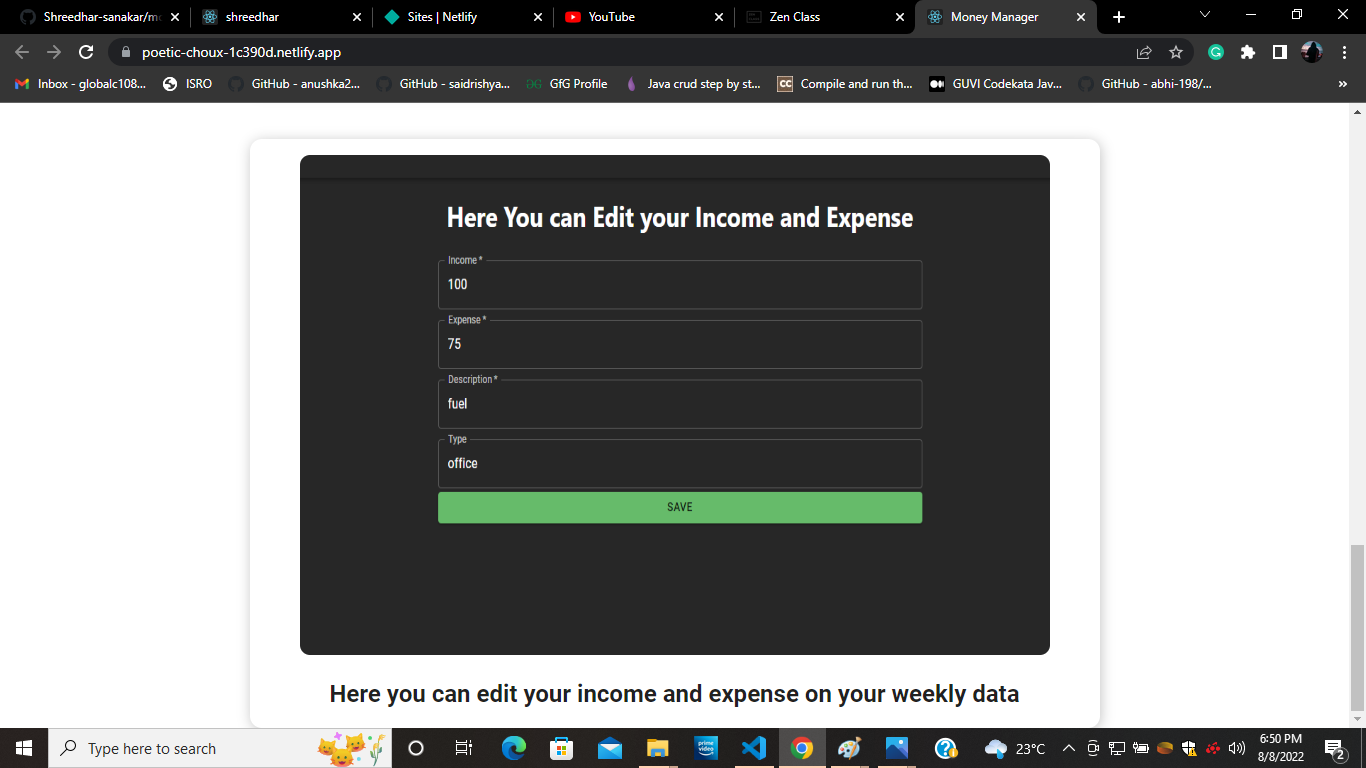 Shreedhar-sanakar/mo
shreedhar
Sites | Netlify
YouTube
Zen Class
Money Manager
poetic-choux-1c390d.netlify.app
Inbox - globalc108...
ISRO
GitHub - anushka2...
GitHub - saidrishya...
GfG Profile
Java crud step by st...
CC
Compile and run th...
GUVI Codekata Jav...
GitHub - abhi-198/...
»
Here You can Edit your Income and Expense
Income *
100
Expense *
75
Description *
fuel
Type
office
SAVE
Here you can edit your income and expense on your weekly data
Type here to search
prime video
23°C
6:50 PM
8/8/2022
2